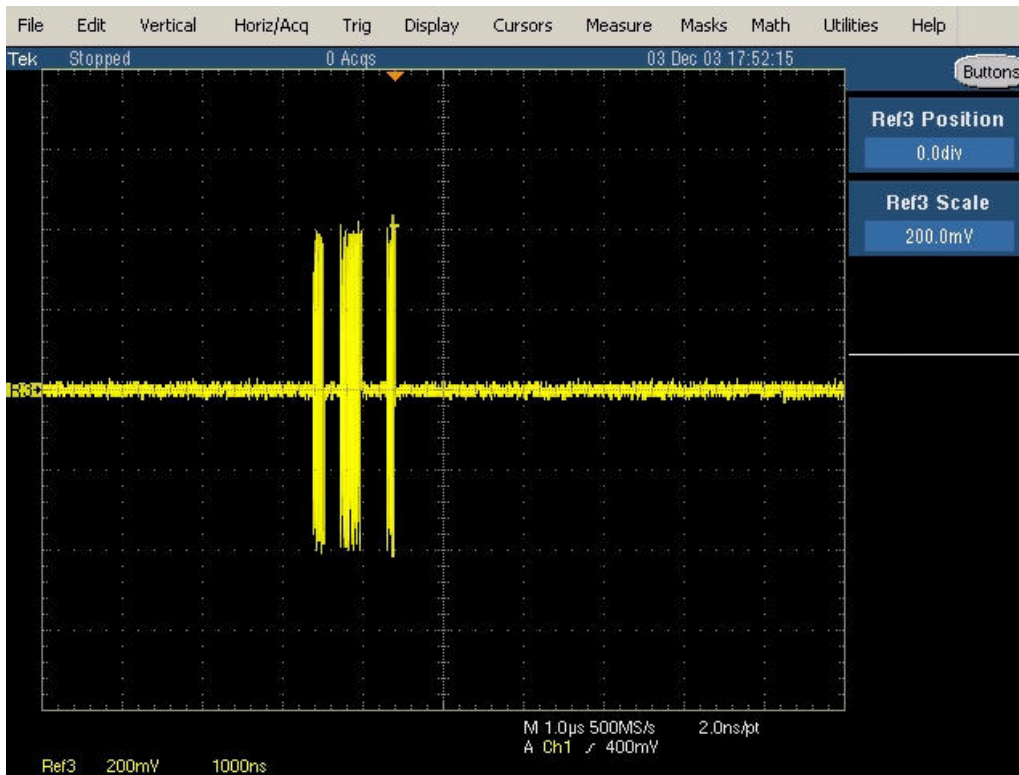 File Edit Vertical Horiz/Acq Trig Display Cursors Measure Masks Math Utilities Help
Tek Stopped 0 Acqs 03 Dec 03 17:52:15
Buttons
Ref3 Position
0.0div
Ref3 Scale
200.0mV
R3
M 1.0µs 500MS/s 2.0ns/pt
A Ch1 400mV
Ref3 200mV 1000ns